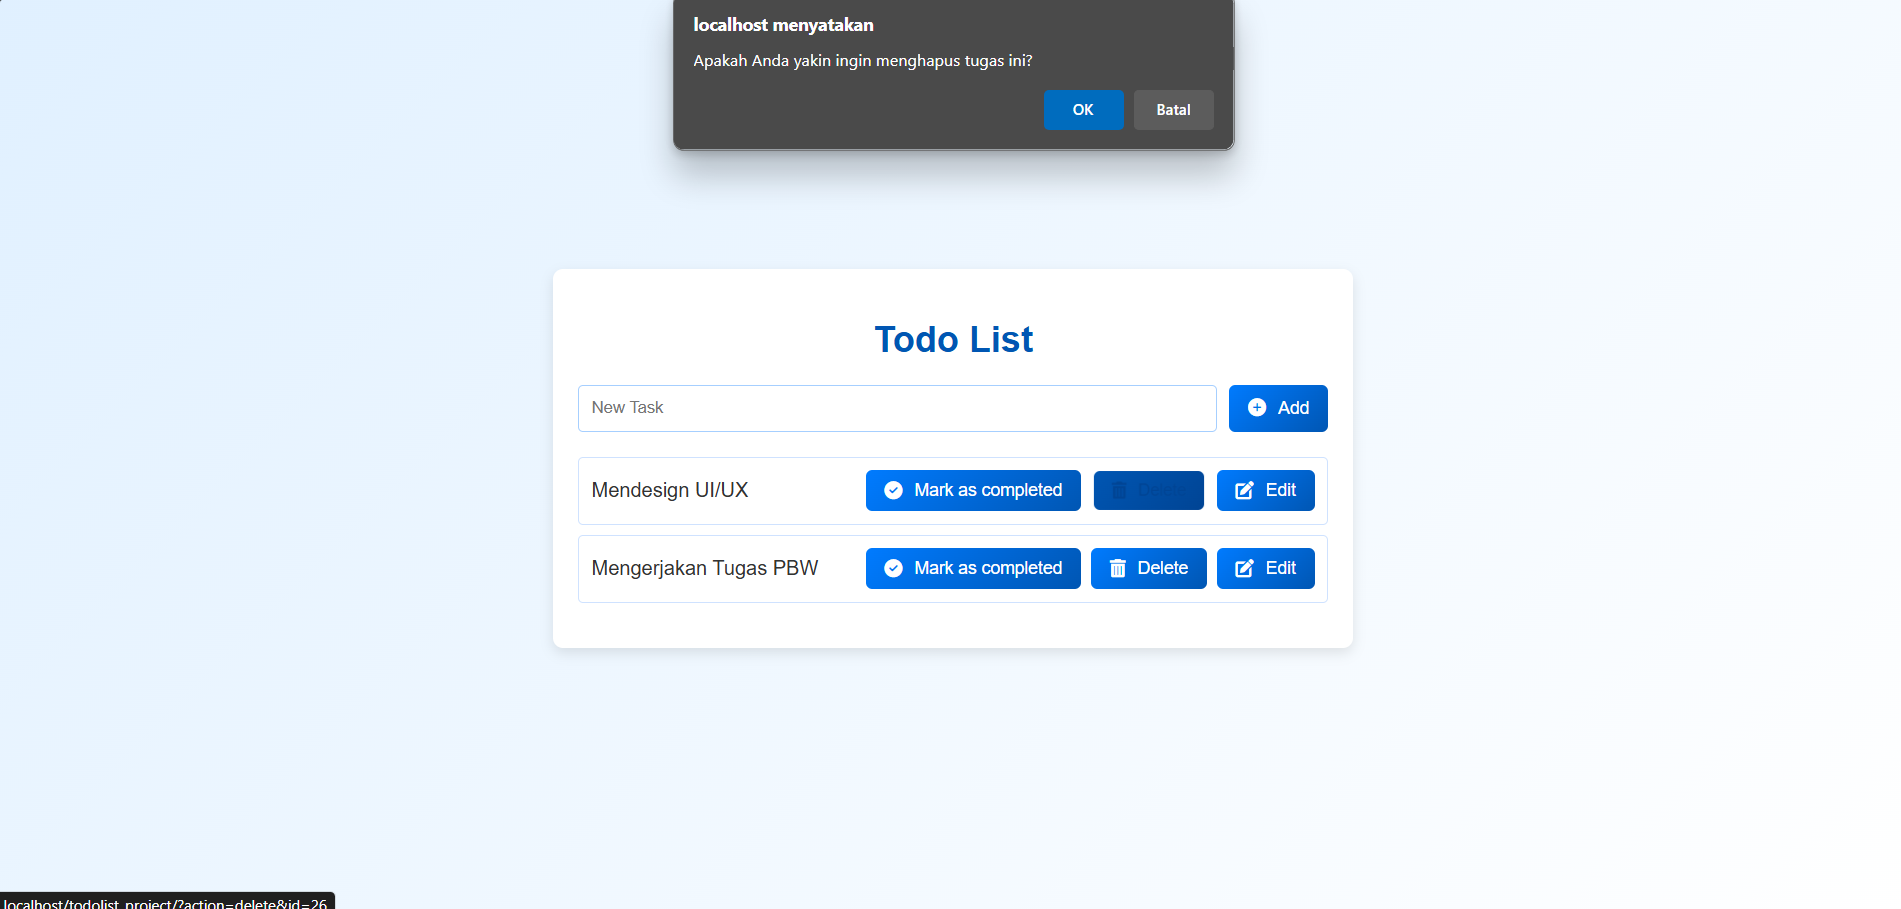 localhost menyatakan
Apakah Anda yakin ingin menghapus tugas ini?
OK Batal
Todo List
New Task Add
Mendesign UI/UX Mark as completed Delete Edit
Mengerjakan Tugas PBW Mark as completed Delete Edit
localhost/todolist_project/?action=delete&id=26